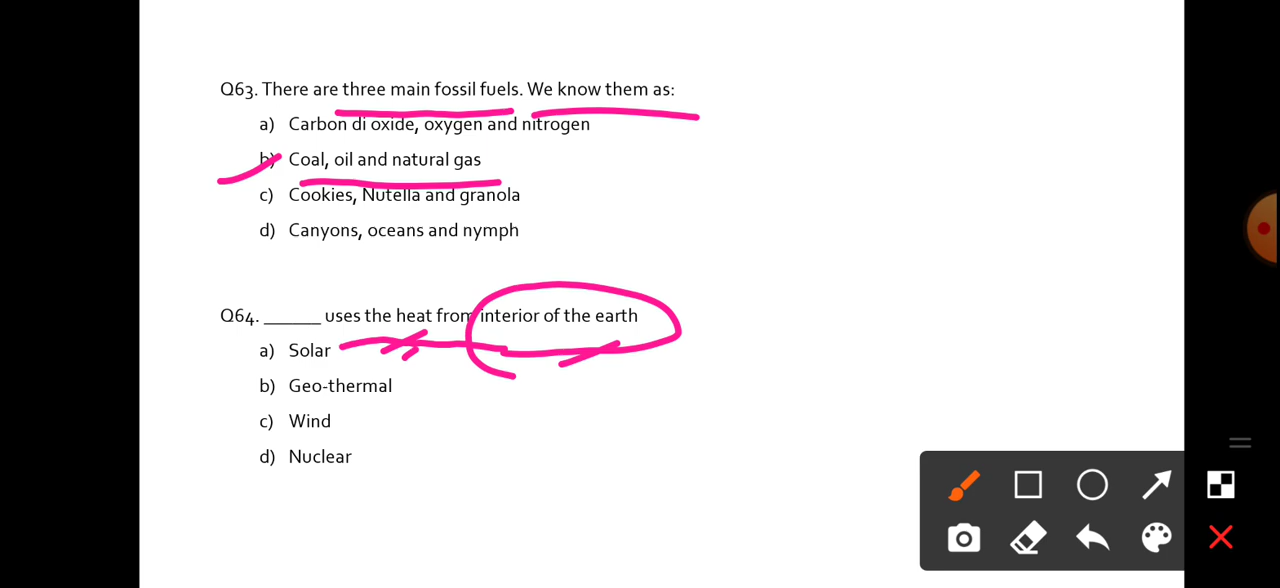 Q63. There are three main fossil fuels. We know them as:
a) Carbon di oxide, oxygen and nitrogen
b) Coal, oil and natural gas
c) Cookies, Nutella and granola
d) Canyons, oceans and nymph
Q64. ______ uses the heat from interior of the earth
a) Solar
b) Geo-thermal
c) Wind
d) Nuclear